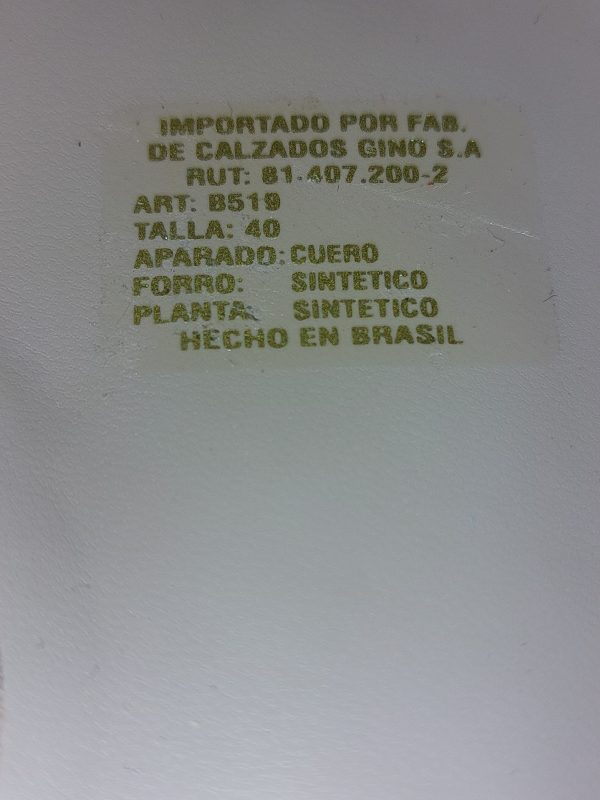 IMPORTADO POR FAB.
DE CALZADOS GINO S.A
RUT: 81.407.200-2
ART: B519
TALLA: 40
APARADO: CUERO
FORRO: SINTETICO
PLANTA: SINTETICO
HECHO EN BRASIL